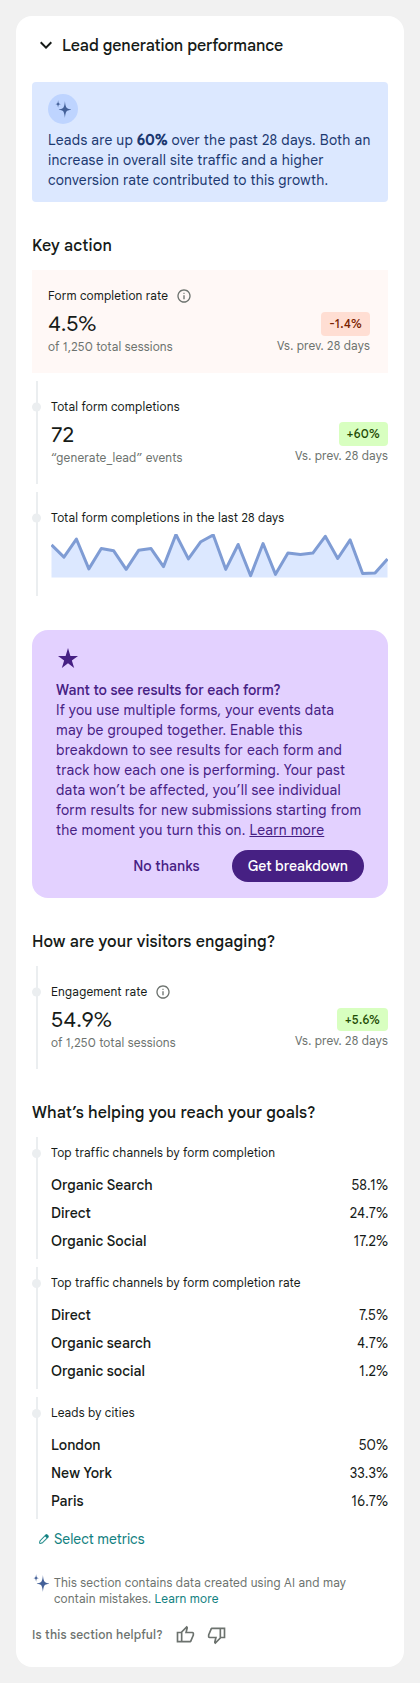 Lead generation performance
Leads are up 60% over the past 28 days. Both an
increase in overall site traffic and a higher
conversion rate contributed to this growth.
Key action
Form completion rate
4.5%
-1.4%
of 1,250 total sessions
Vs. prev. 28 days
Total form completions
72
+60%
“generate_lead” events
Vs. prev. 28 days
Total form completions in the last 28 days
Want to see results for each form?
If you use multiple forms, your events data
may be grouped together. Enable this
breakdown to see results for each form and
track how each one is performing. Your past
data won’t be affected, you’ll see individual
form results for new submissions starting from
the moment you turn this on. Learn more
No thanks
Get breakdown
How are your visitors engaging?
Engagement rate
54.9%
+5.6%
of 1,250 total sessions
Vs. prev. 28 days
What’s helping you reach your goals?
Top traffic channels by form completion
Organic Search 58.1%
Direct 24.7%
Organic Social 17.2%
Top traffic channels by form completion rate
Direct 7.5%
Organic search 4.7%
Organic social 1.2%
Leads by cities
London 50%
New York 33.3%
Paris 16.7%
Select metrics
This section contains data created using AI and may
contain mistakes. Learn more
Is this section helpful?